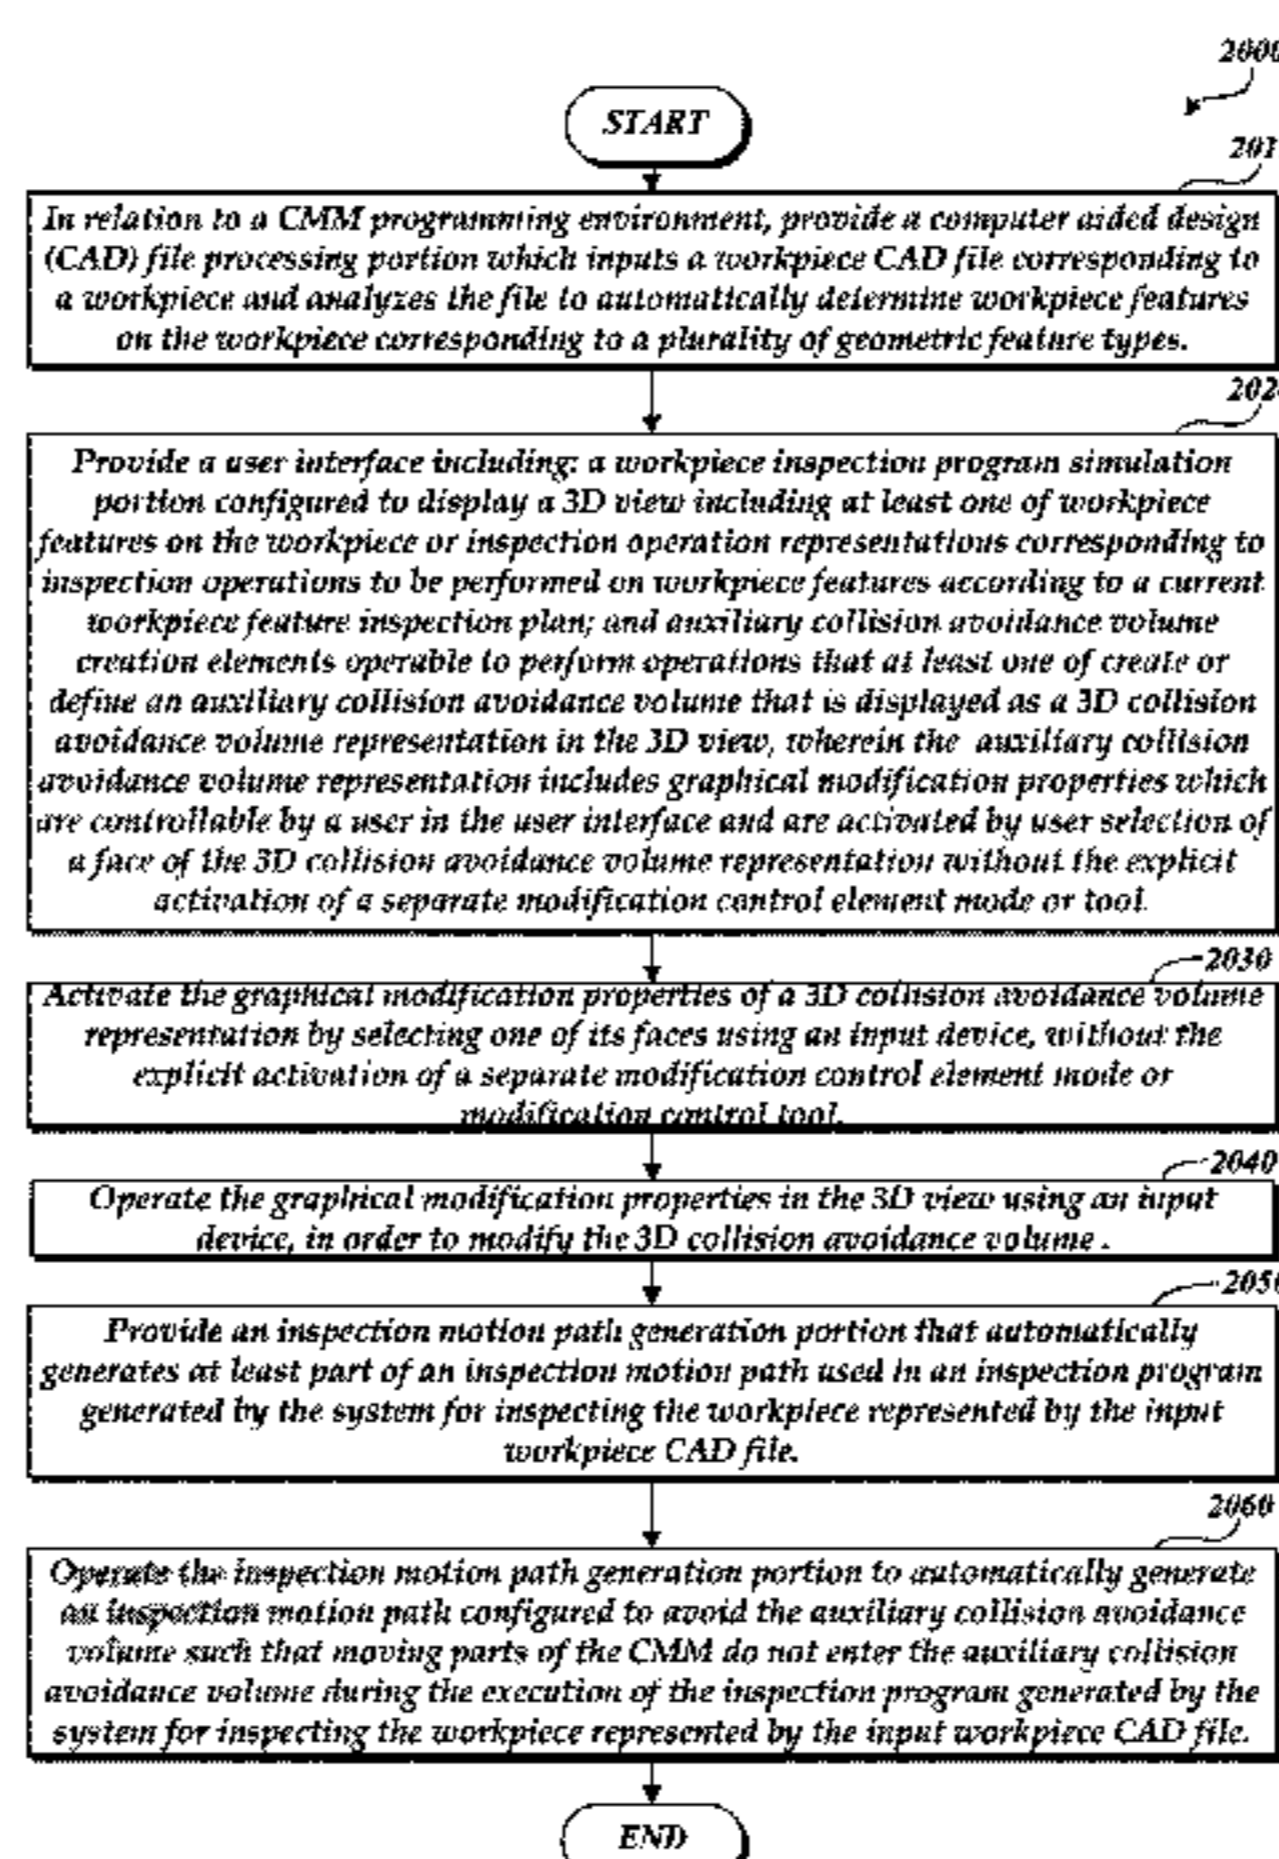 2000
START
201
In relation to a CMM programming environment, provide a computer aided design
(CAD) file processing portion which inputs a workpiece CAD file corresponding to
a workpiece and analyzes the file to automatically determine workpiece features
on the workpiece corresponding to a plurality of geometric feature types.
202
Provide a user interface including: a workpiece inspection program simulation
portion configured to display a 3D view including at least one of workpiece
features on the workpiece or inspection operation representations corresponding to
inspection operations to be performed on workpiece features according to a current
workpiece feature inspection plan; and auxiliary collision avoidance volume
creation elements operable to perform operations that at least one of create or
define an auxiliary collision avoidance volume that is displayed as a 3D collision
avoidance volume representation in the 3D view, wherein the auxiliary collision
avoidance volume representation includes graphical modification properties which
are controllable by a user in the user interface and are activated by user selection of
a face of the 3D collision avoidance volume representation without the explicit
activation of a separate modification control element mode or tool.
2030
Activate the graphical modification properties of a 3D collision avoidance volume
representation by selecting one of its faces using an input device, without the
explicit activation of a separate modification control element mode or
modification control tool.
2040
Operate the graphical modification properties in the 3D view using an input
device, in order to modify the 3D collision avoidance volume .
2050
Provide an inspection motion path generation portion that automatically
generates at least part of an inspection motion path used in an inspection program
generated by the system for inspecting the workpiece represented by the input
workpiece CAD file.
2060
Operate the inspection motion path generation portion to automatically generate
an inspection motion path configured to avoid the auxiliary collision avoidance
volume such that moving parts of the CMM do not enter the auxiliary collision
avoidance volume during the execution of the inspection program generated by the
system for inspecting the workpiece represented by the input workpiece CAD file.
END